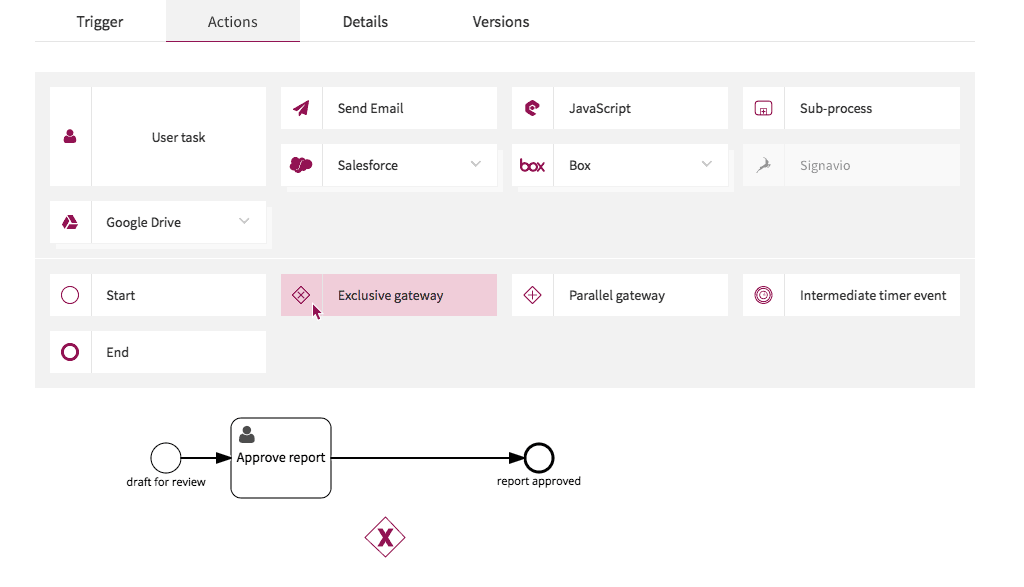 Trigger
Actions
Details
Versions
User task
Send Email
JavaScript
Sub-process
Salesforce
box
Box
Signavio
Google Drive
Start
Exclusive gateway
Parallel gateway
Intermediate timer event
End
Approve report
draft for review
report approved
X